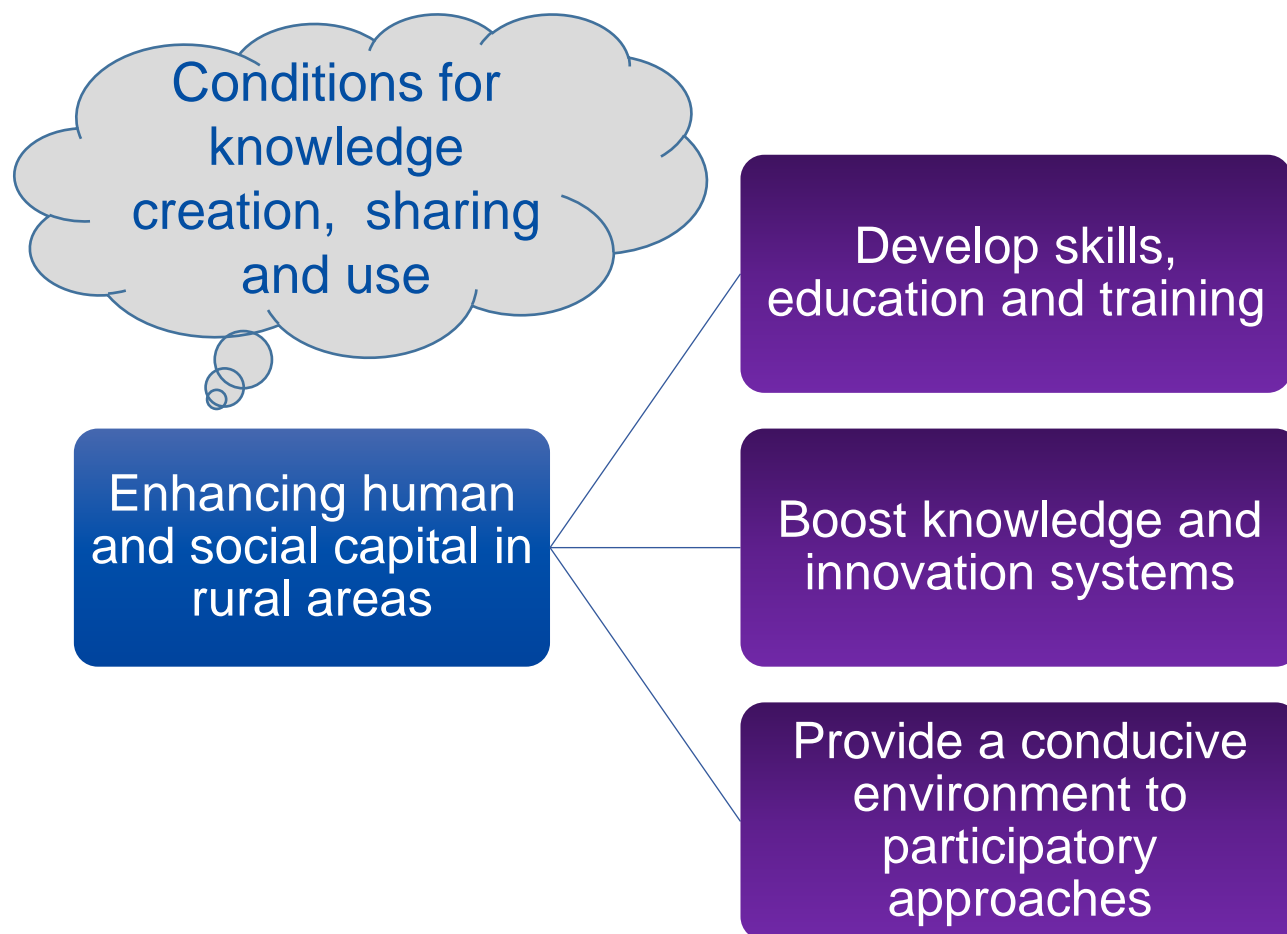 Conditions for
knowledge
creation,  sharing
and use
Enhancing human
and social capital in
rural areas
Develop skills,
education and training
Boost knowledge and
innovation systems
Provide a conducive
environment to
participatory
approaches